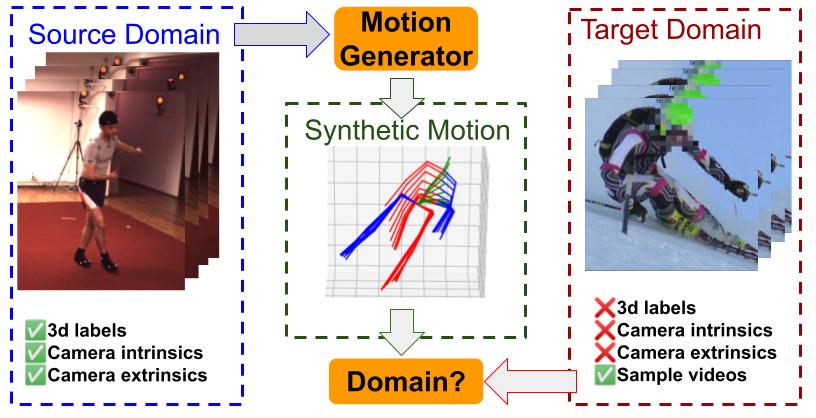 Source Domain
✅3d labels
✅Camera intrinsics
✅Camera extrinsics
Motion
Generator
Synthetic Motion
Domain?
Target Domain
❌3d labels
❌Camera intrinsics
❌Camera extrinsics
✅Sample videos